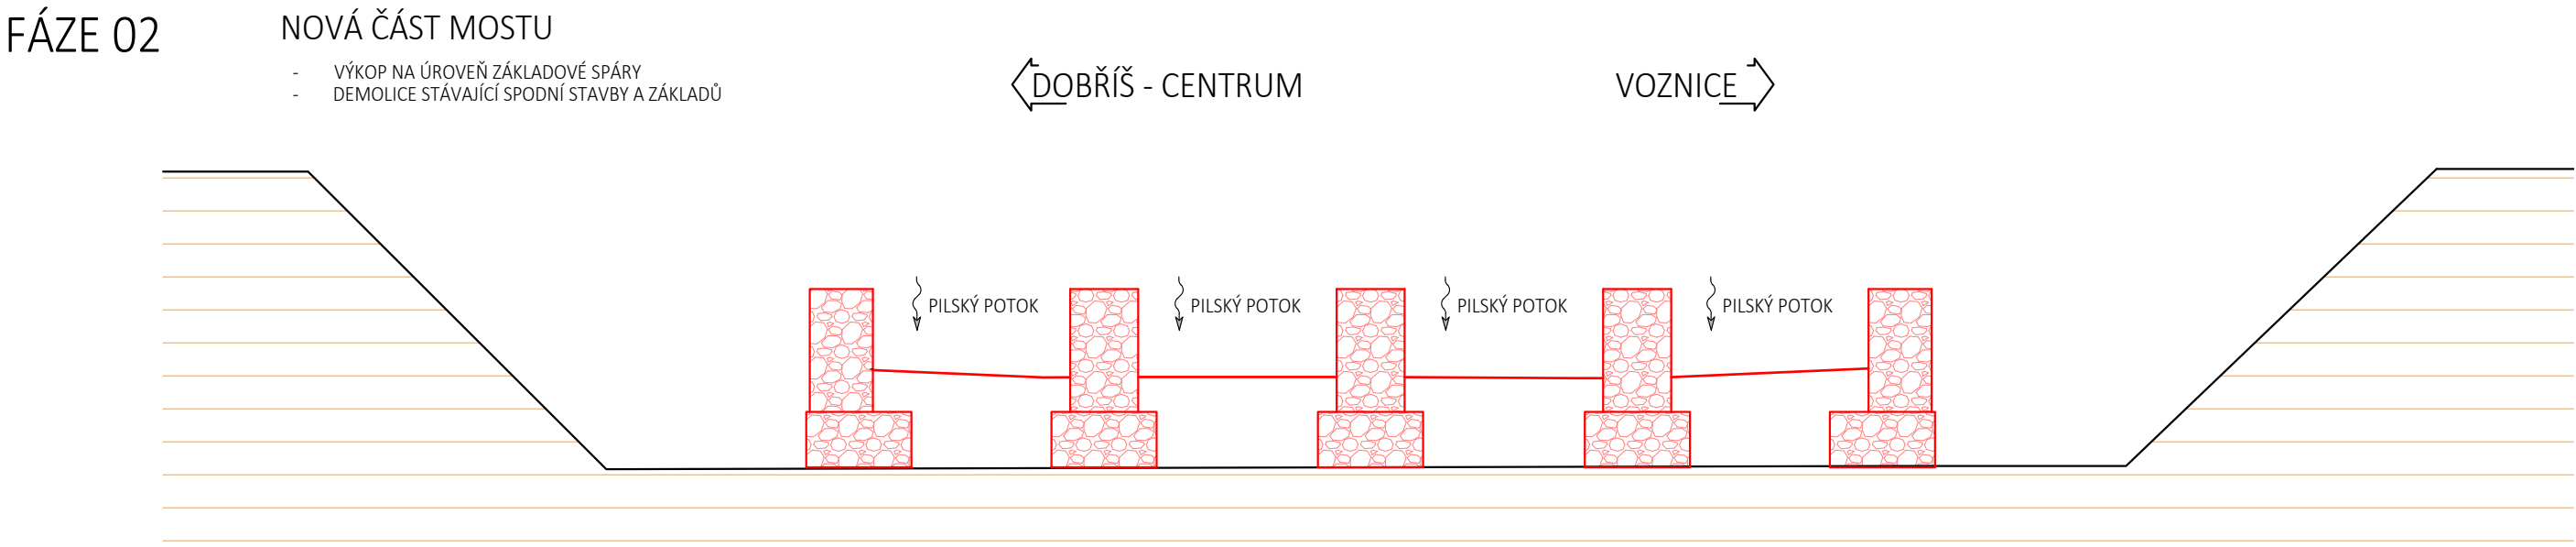 FÁZE 02
NOVÁ ČÁST MOSTU
- VÝKOP NA ÚROVEŇ ZÁKLADOVÉ SPÁRY
- DEMOLICE STÁVAJÍCÍ SPODNÍ STAVBY A ZÁKLADŮ
DOBŘÍŠ - CENTRUM
VOZNICE
PILSKÝ POTOK
PILSKÝ POTOK
PILSKÝ POTOK
PILSKÝ POTOK